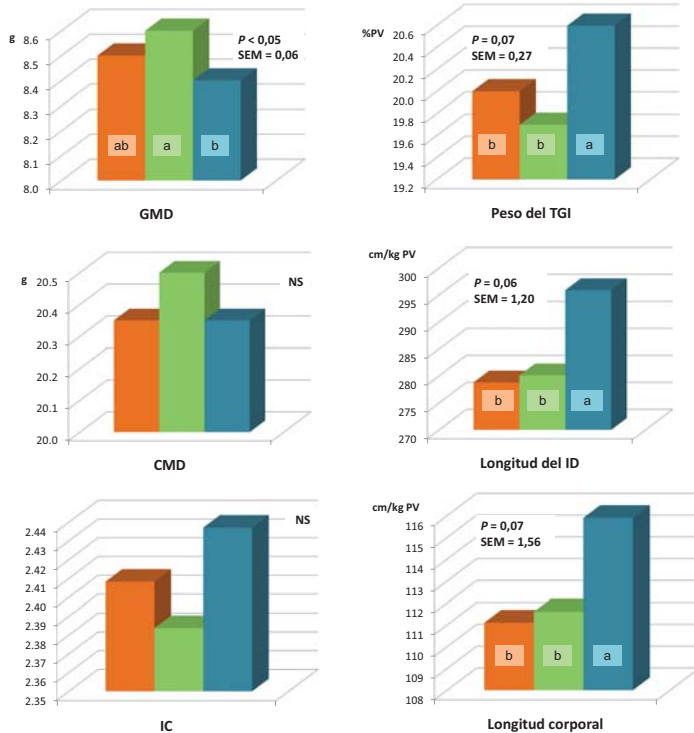 g
8.6
8.5
8.4
8.3
8.2
8.1
8.0
P < 0,05
SEM = 0,06
ab
a
b
GMD
%PV
20.6
20.4
20.2
20.0
19.8
19.6
19.4
19.2
P = 0,07
SEM = 0,27
b
b
a
Peso del TGI
g
20.5
20.4
20.3
20.2
20.1
20.0
NS
CMD
cm/kg PV
300
295
290
285
280
275
270
P = 0,06
SEM = 1,20
b
b
a
Longitud del ID
2.44
2.43
2.42
2.41
2.40
2.39
2.38
2.37
2.36
2.35
NS
IC
cm/kg PV
116
115
114
113
112
111
110
109
108
P = 0,07
SEM = 1,56
b
b
a
Longitud corporal